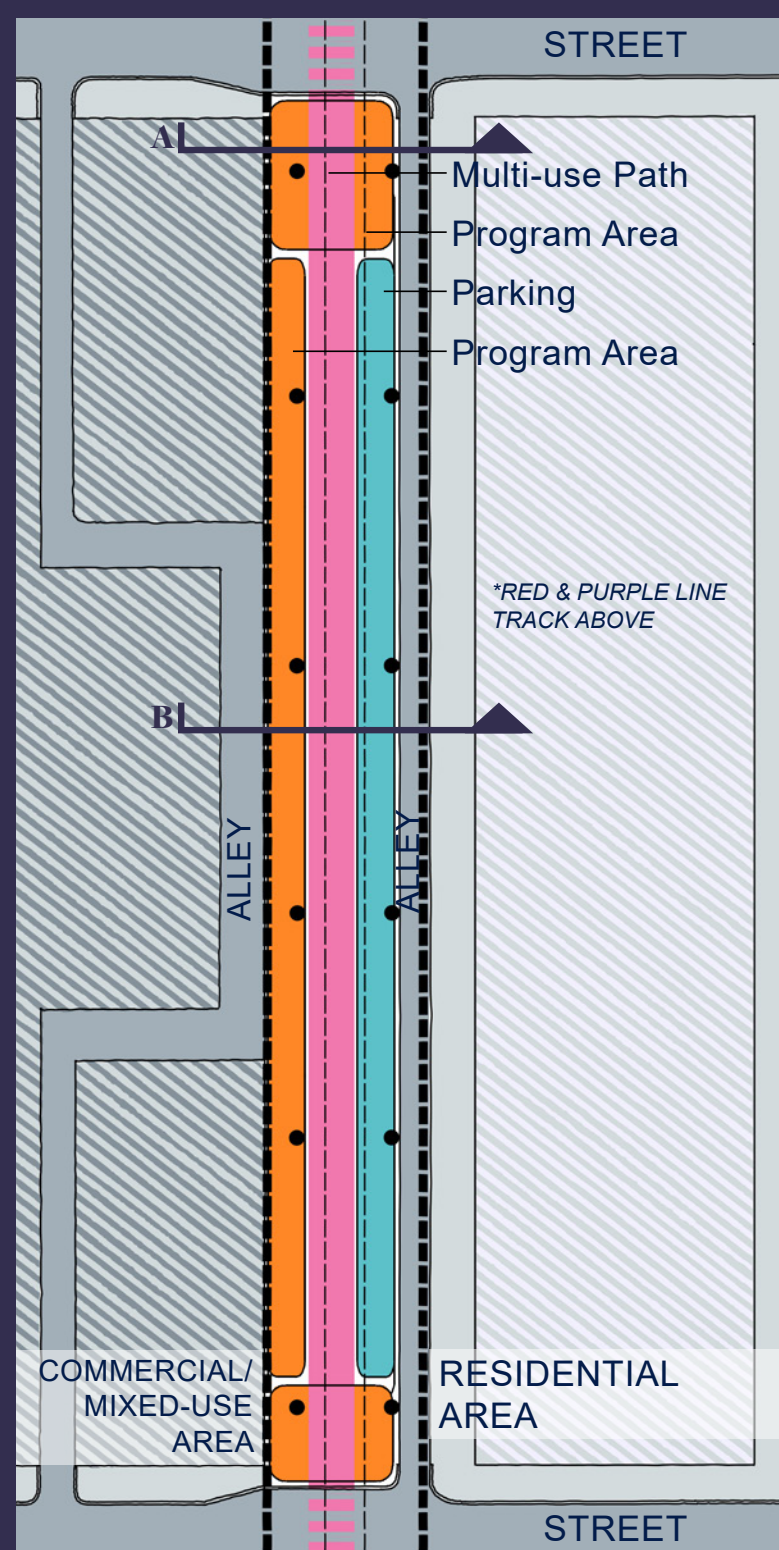 STREET
A
Multi-use Path
Program Area
Parking
Program Area
*RED & PURPLE LINE
TRACK ABOVE
B
ALLEY
ALLEY
COMMERCIAL/
MIXED-USE
AREA
RESIDENTIAL
AREA
STREET